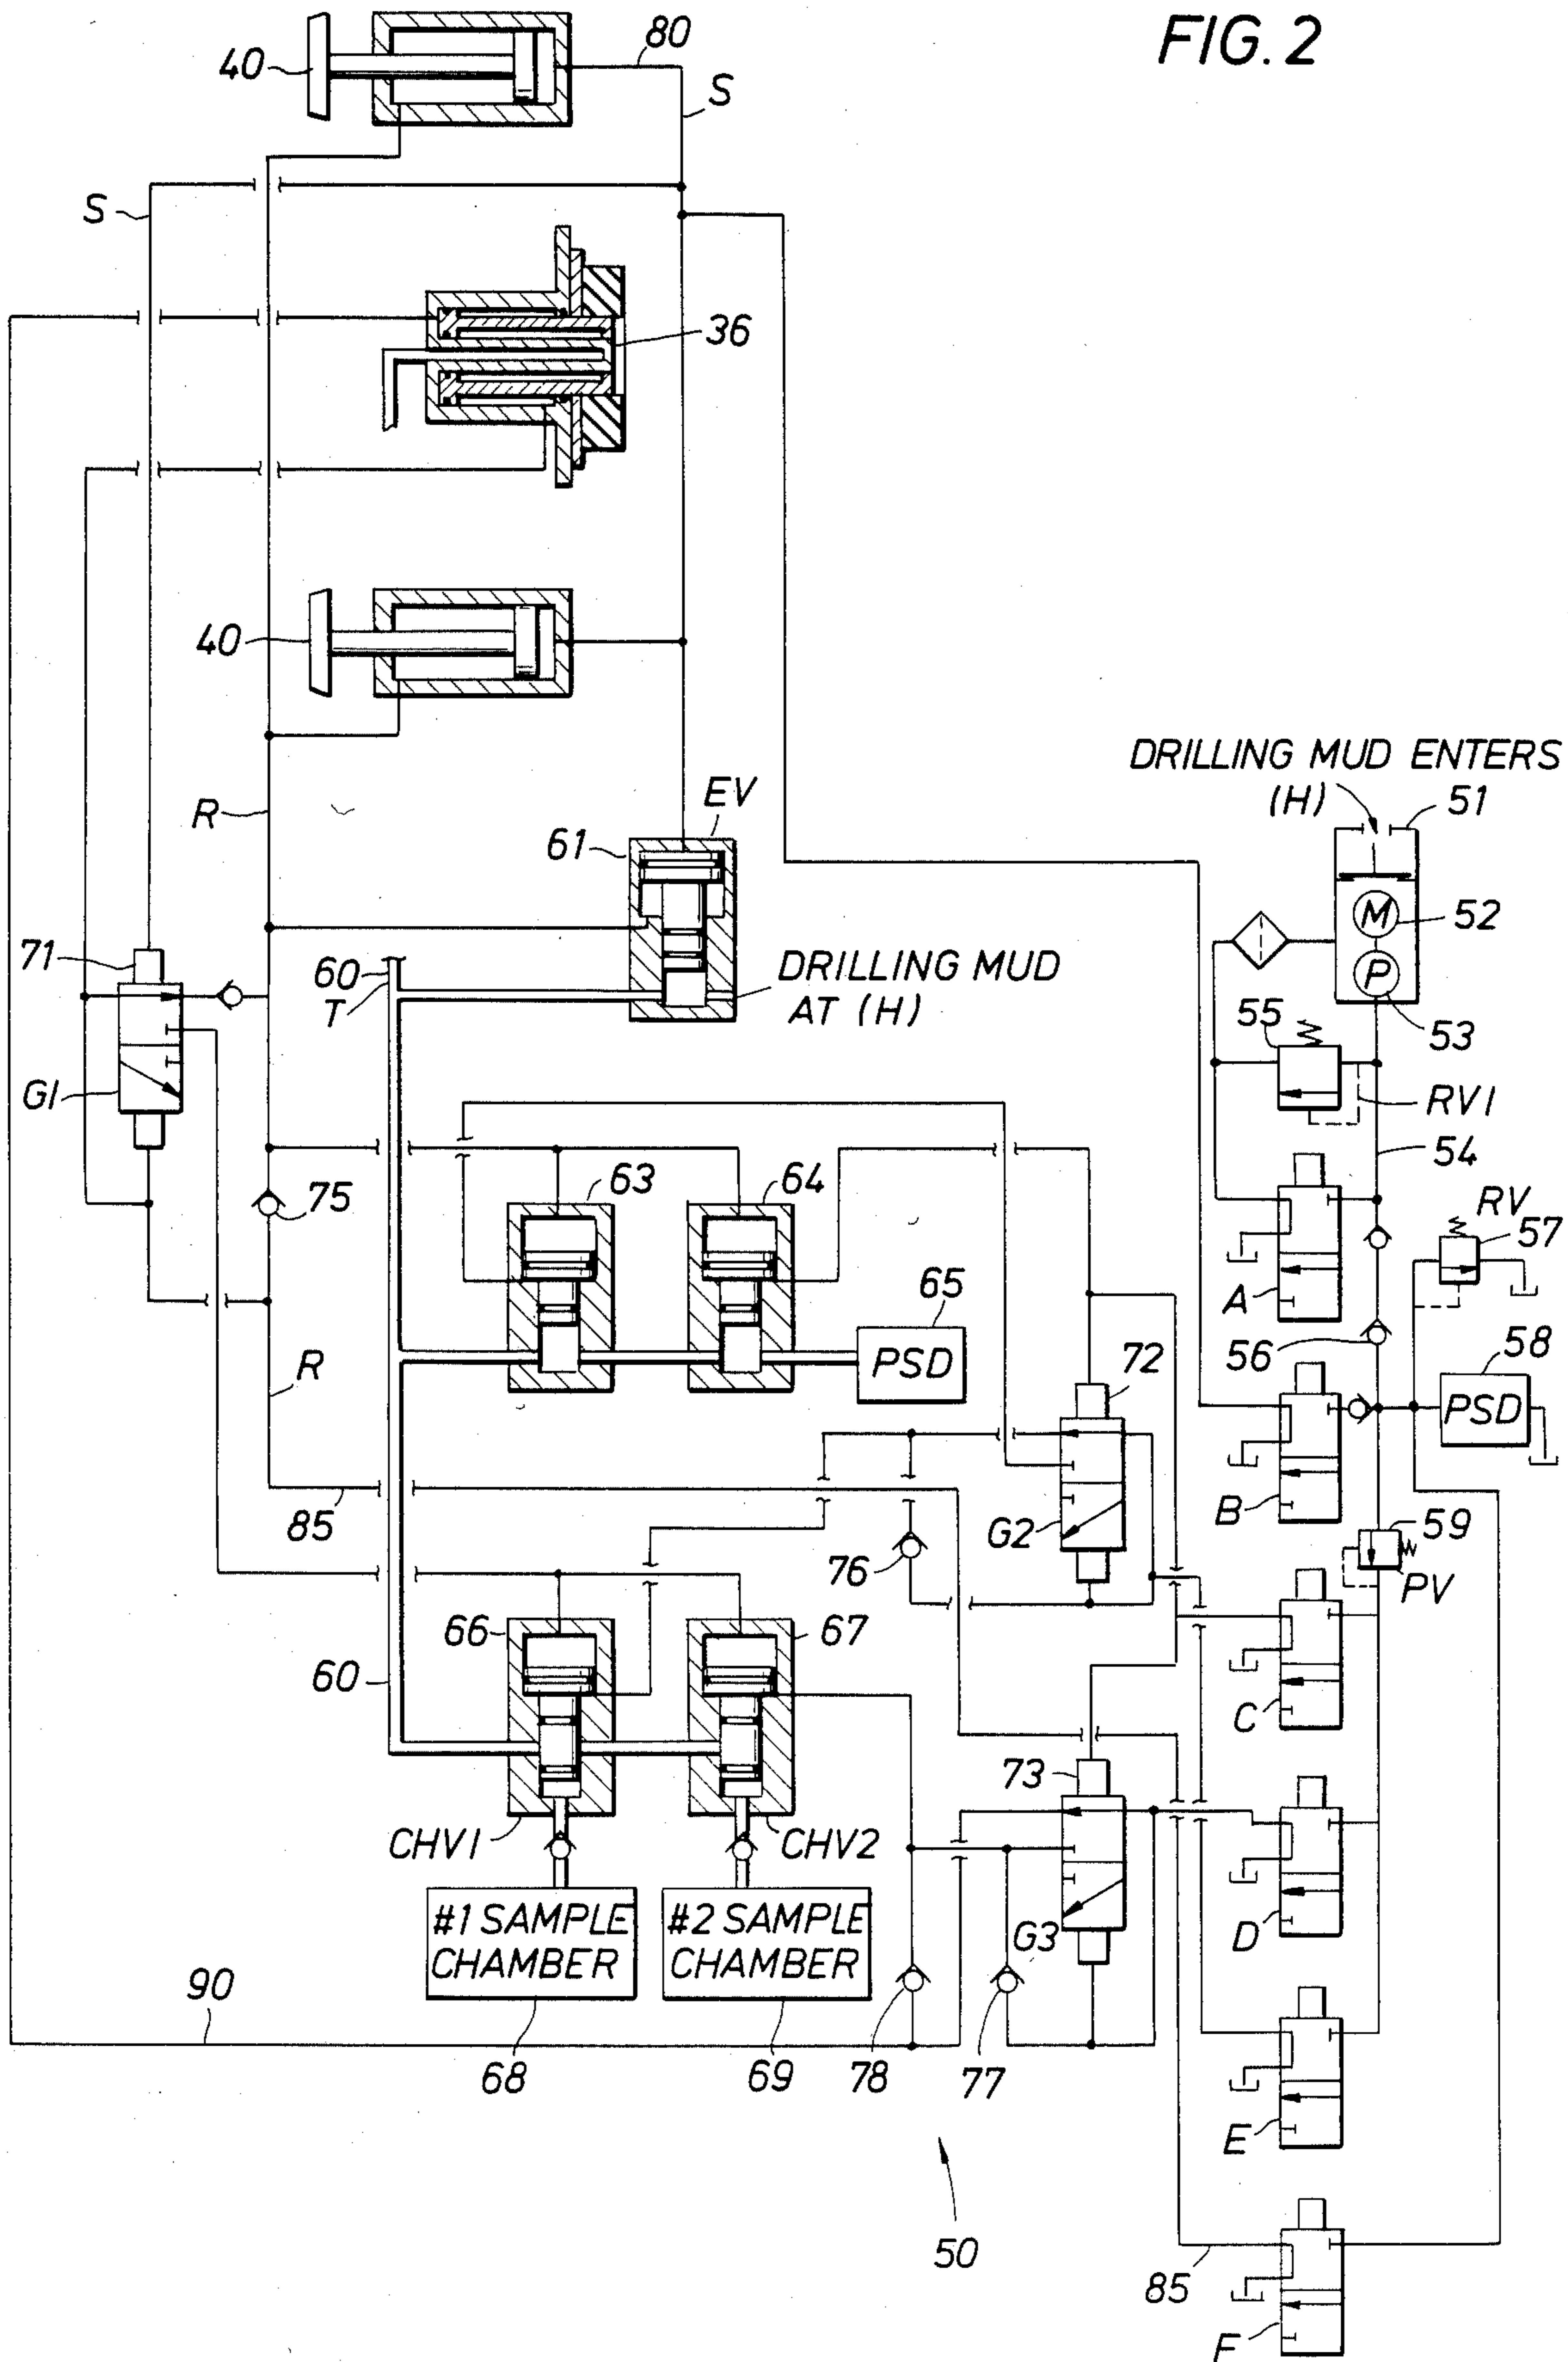 FIG. 2
40
80
S
S
36
40
DRILLING MUD ENTERS
(H)
51
R
EV
61
M
52
71
60
T
DRILLING MUD
AT (H)
P
53
55
G1
RV1
54
63
64
75
RV
57
65
A
PSD
56
R
72
58
PSD
85
G2
B
59
76
PV
66
67
60
C
73
CHV1
CHV2
D
#1 SAMPLE
CHAMBER
#2 SAMPLE
CHAMBER
G3
90
68
69
78
77
E
50
85
F